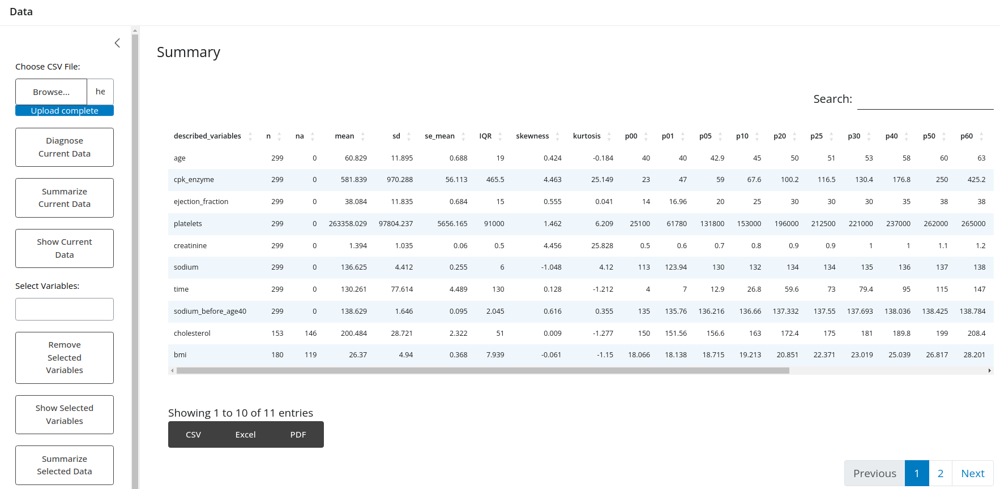 Data
Choose CSV File:
Browse... he
Upload complete
Diagnose
Current Data
Summarize
Current Data
Show Current
Data
Select Variables:
Remove
Selected
Variables
Show Selected
Variables
Summarize
Selected Data
Summary
Search:
described_variables n na mean sd se_mean IQR skewness kurtosis p00 p01 p05 p10 p20 p25 p30 p40 p50 p60
age 299 0 60.829 11.895 0.688 19 0.424 -0.184 40 40 42.9 45 50 51 53 58 60 63
cpk_enzyme 299 0 581.839 970.288 56.113 465.5 4.463 25.149 23 47 59 67.6 100.2 116.5 130.4 176.8 250 425.2
ejection_fraction 299 0 38.084 11.835 0.684 15 0.555 0.041 14 16.96 20 25 30 30 30 35 38 38
platelets 299 0 263358.029 97804.237 5656.165 91000 1.462 6.209 25100 61780 131800 153000 196000 212500 221000 237000 262000 265000
creatinine 299 0 1.394 1.035 0.06 0.5 4.456 25.828 0.5 0.6 0.7 0.8 0.9 0.9 1 1 1.1 1.2
sodium 299 0 136.625 4.412 0.255 6 -1.048 4.12 113 123.94 130 132 134 134 135 136 137 138
time 299 0 130.261 77.614 4.489 130 0.128 -1.212 4 7 12.9 26.8 59.6 73 79.4 95 115 147
sodium_before_age40 299 0 138.629 1.646 0.095 2.045 0.616 0.355 135 135.76 136.216 136.66 137.332 137.55 137.693 138.036 138.425 138.784
cholesterol 153 146 200.484 28.721 2.322 51 0.009 -1.277 150 151.56 156.6 163 172.4 175 181 189.8 199 208.4
bmi 180 119 26.37 4.94 0.368 7.939 -0.061 -1.15 18.066 18.138 18.715 19.213 20.851 22.371 23.019 25.039 26.817 28.201
Showing 1 to 10 of 11 entries
CSV Excel PDF
Previous 1 2 Next